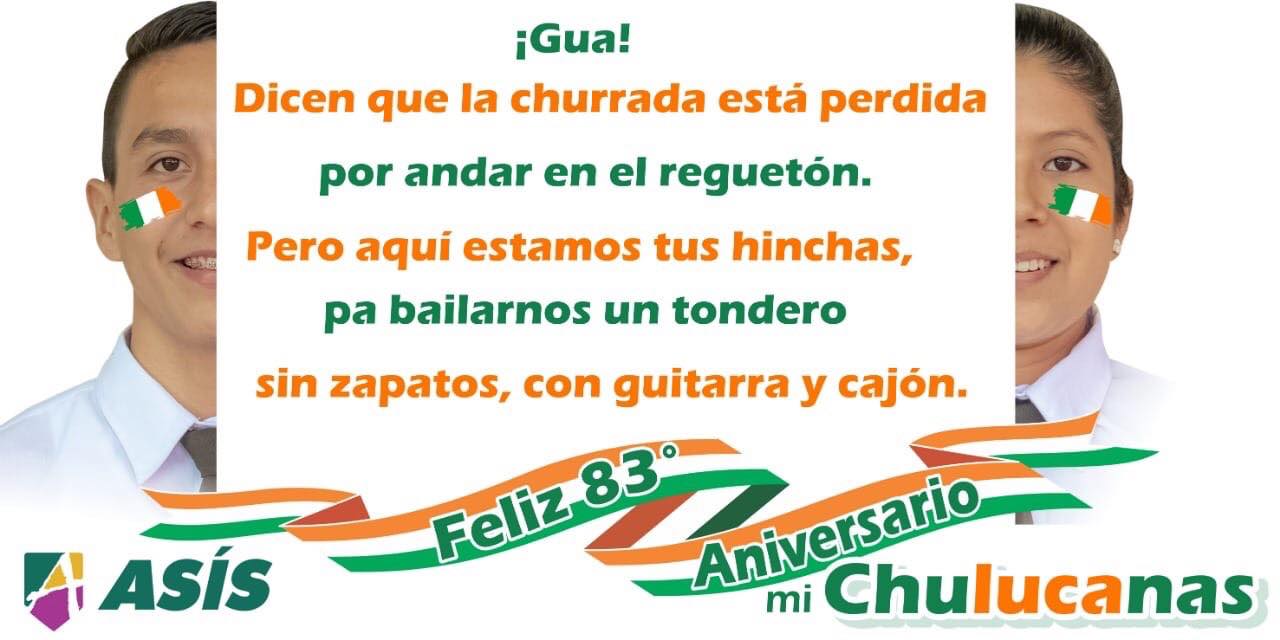 ¡Gua!
Dicen que la churrada está perdida
por andar en el reguetón.
Pero aquí estamos tus hinchas,
pa bailarnos un tondero
sin zapatos, con guitarra y cajón.
Feliz 83°
Aniversario
mi Chulucanas
ASÍS